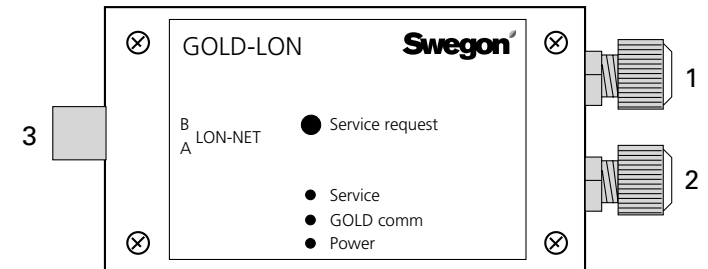 GOLD-LON
Swegon
1
3
B
A
LON-NET
Service request
2
Service
GOLD comm
Power